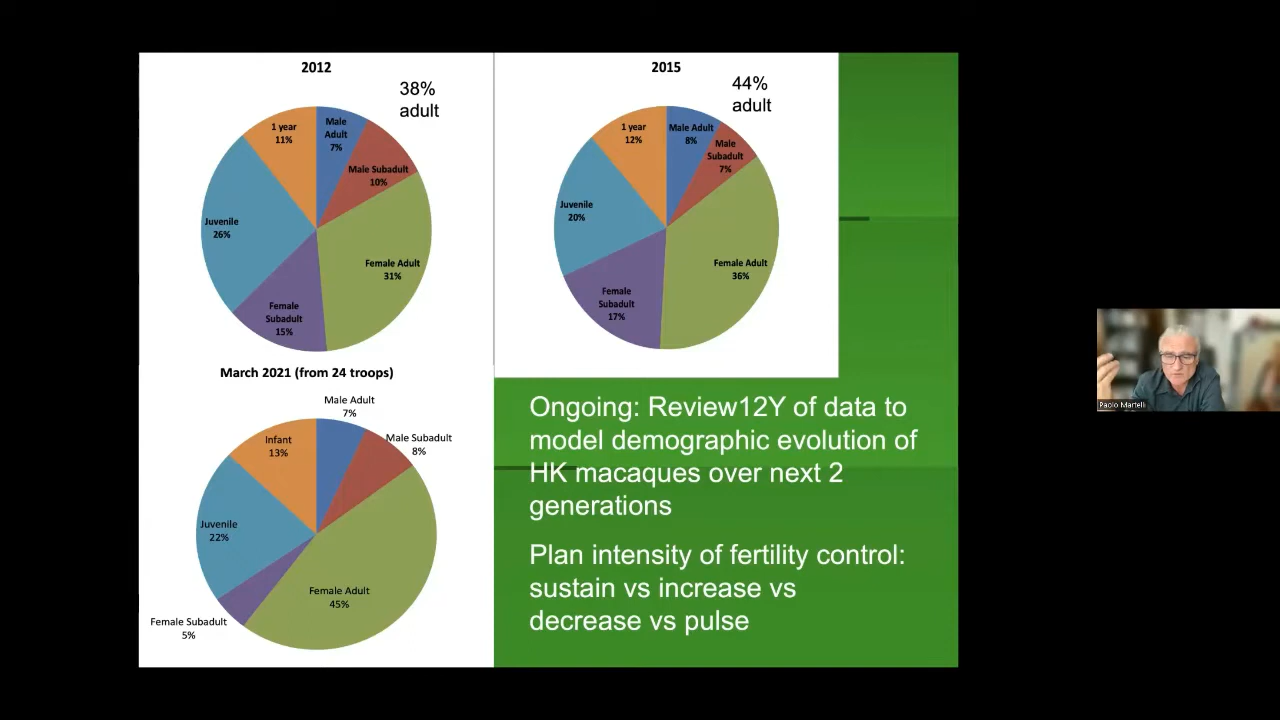 2012
38%
adult
1 year
11%
Male
Adult
7%
Male Subadult
10%
Juvenile
26%
Female Adult
31%
Female
Subadult
15%
2015
44%
adult
1 year
12%
Male Adult
8%
Male
Subadult
7%
Juvenile
20%
Female Adult
36%
Female
Subadult
17%
March 2021 (from 24 troops)
Male Adult
7%
Infant
13%
Male Subadult
8%
Juvenile
22%
Female Adult
45%
Female Subadult
5%
Ongoing: Review12Y of data to
model demographic evolution of
HK macaques over next 2
generations
Plan intensity of fertility control:
sustain vs increase vs
decrease vs pulse
Paolo Martelli